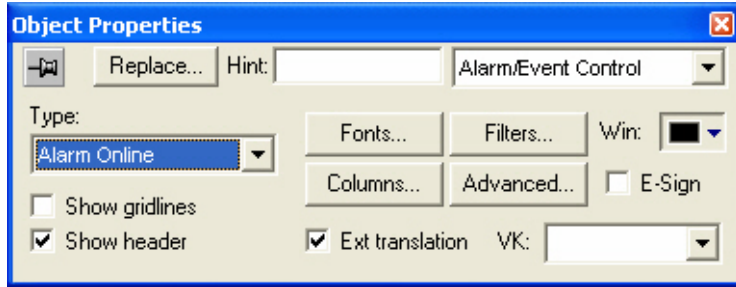 Object Properties
Replace... Hint: Alarm/Event Control
Type:
Alarm Online
Fonts... Filters... Win:
Columns... Advanced... E-Sign
Show gridlines
Show header
Ext translation VK: